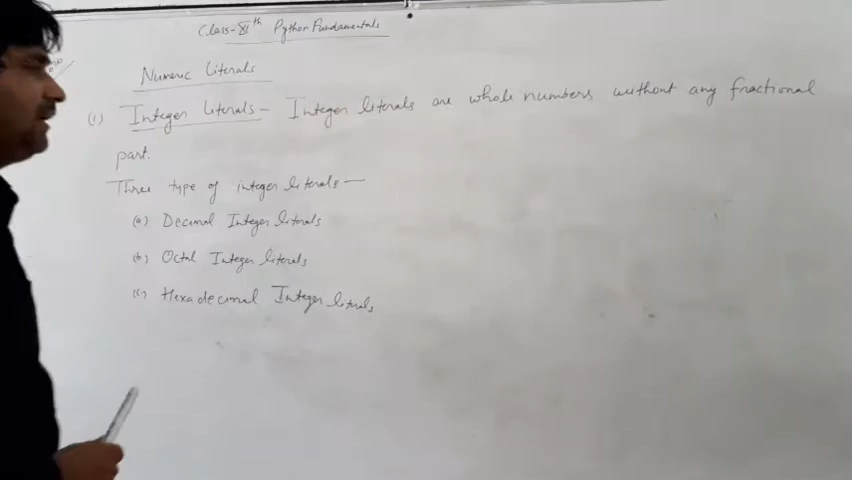 Class-XIth Python Fundamentals
Numeric Literals
(1) Integer Literals - Integer literals are whole numbers without any fractional
part.
Three type of integer literals —
(a) Decimal Integer literals
(b) Octal Integer literals
(c) Hexadecimal Integer literals